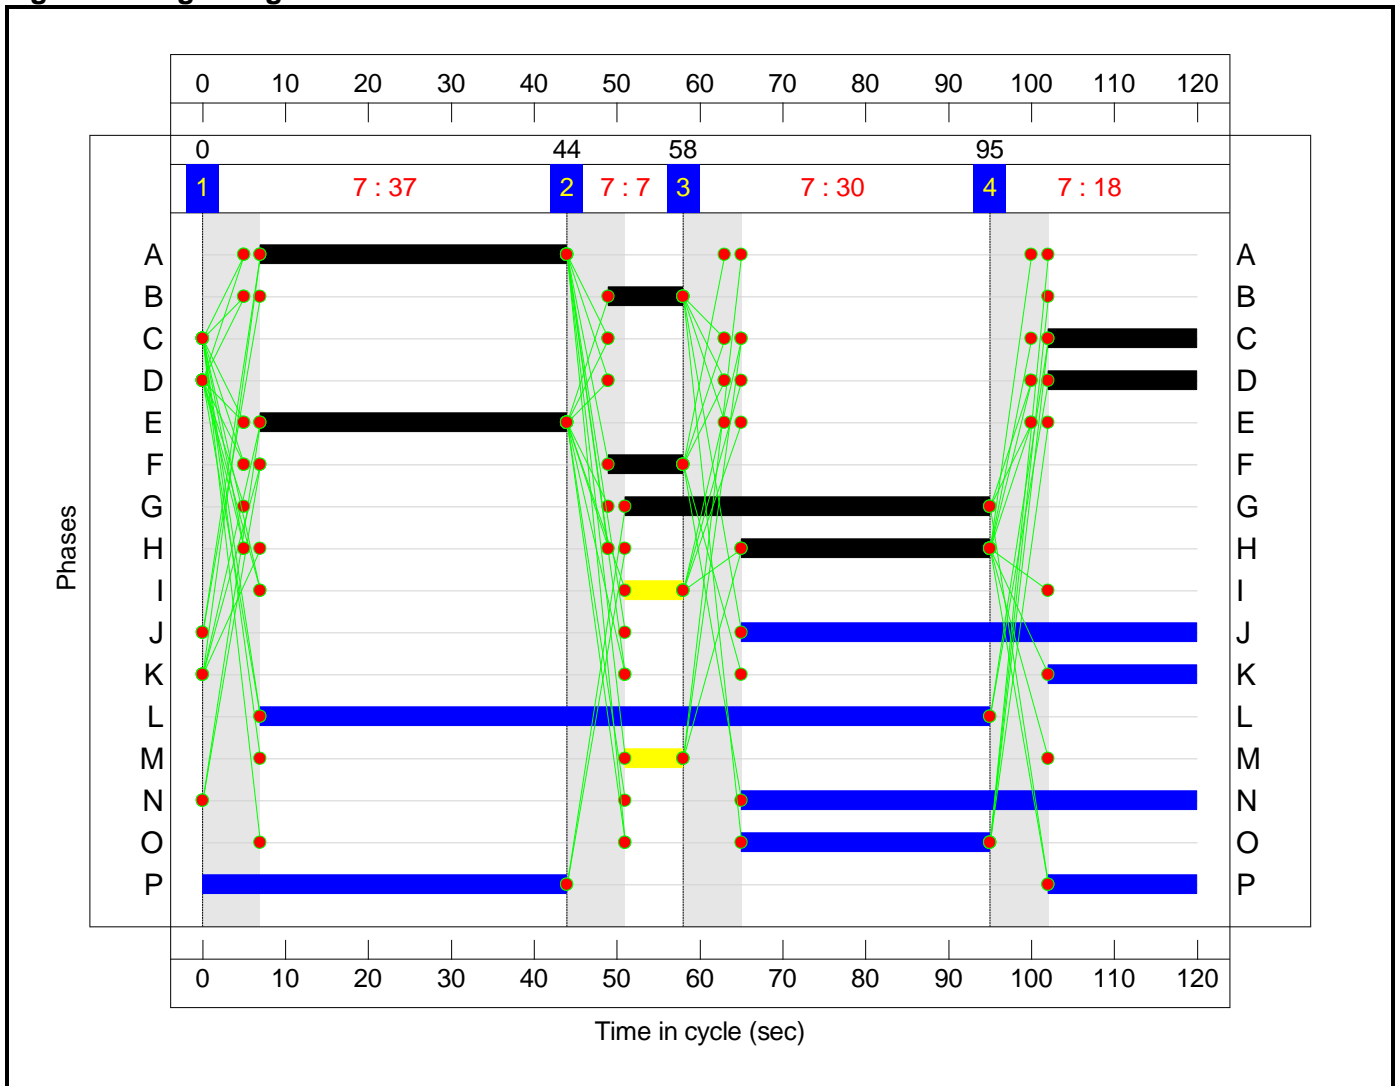 0 10 20 30 40 50 60 70 80 90 100 110 120
0 44 58 95
1 7 : 37 2 7 : 7 3 7 : 30 4 7 : 18
A A
B B
C C
D D
E E
F F
G G
H H
Phases
I I
J J
K K
L L
M M
N N
O O
P P
0 10 20 30 40 50 60 70 80 90 100 110 120
Time in cycle (sec)